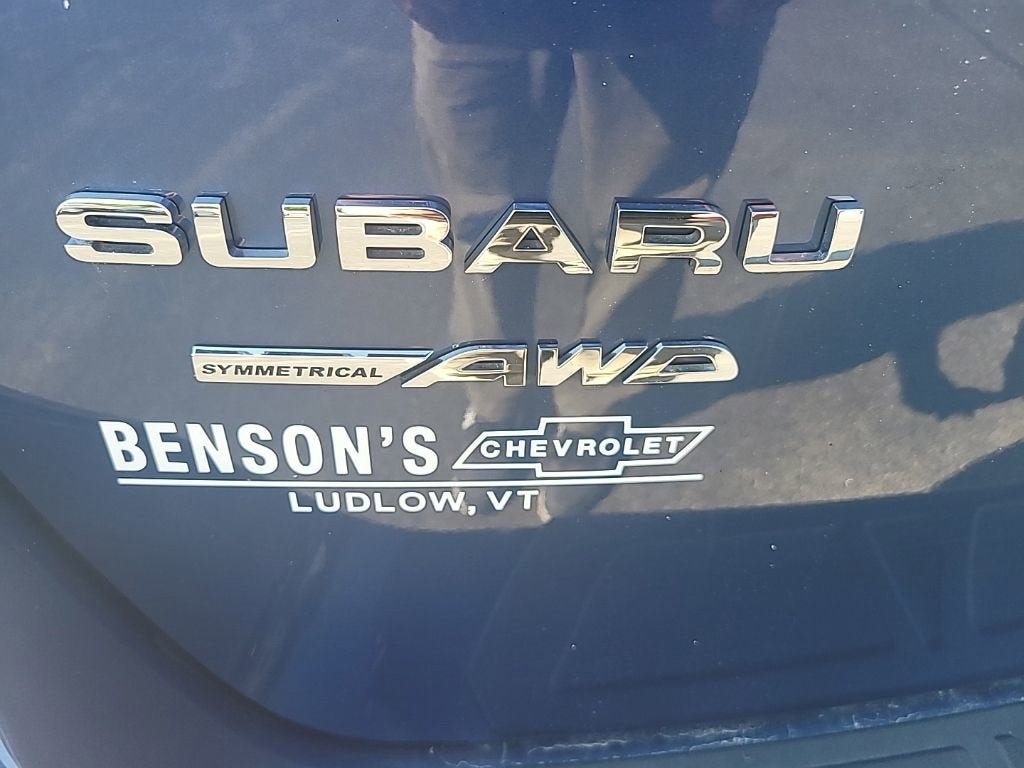 SUBARU
SYMMETRICAL AWD
BENSON'S CHEVROLET
LUDLOW, VT